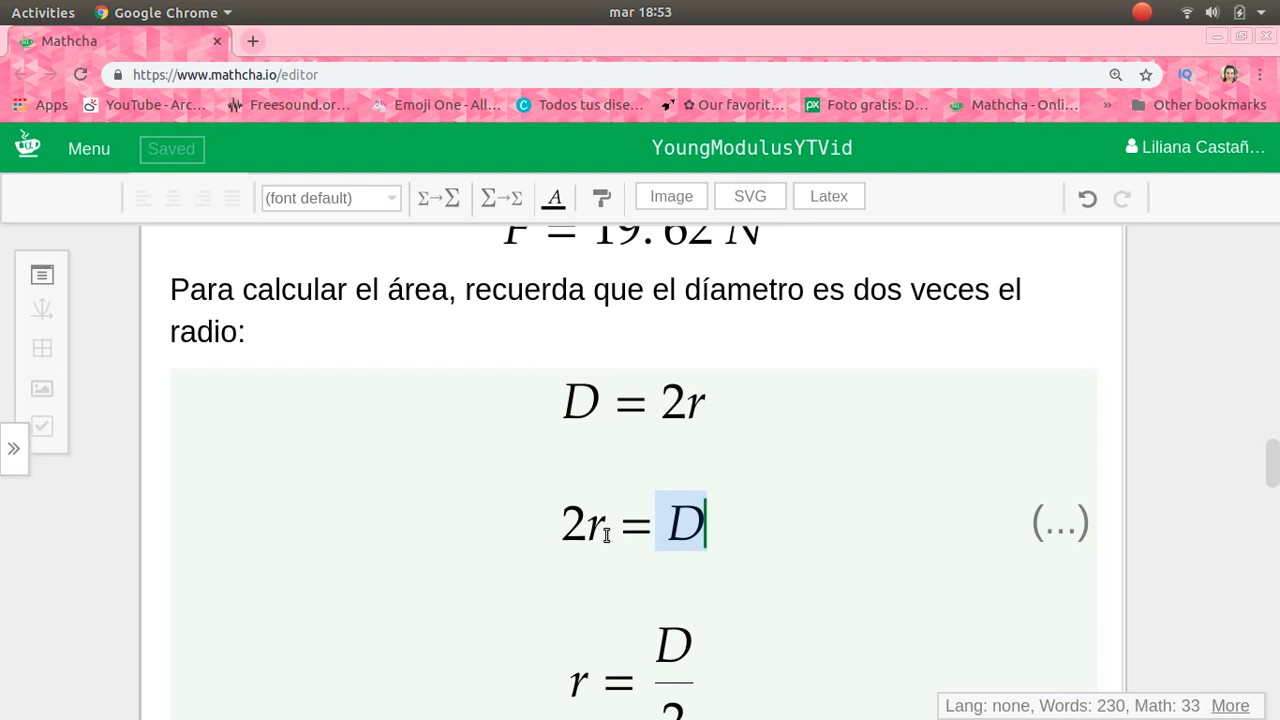 Activities Google Chrome mar 18:53
Mathcha
https://www.mathcha.io/editor
Apps YouTube - Arc... Freesound.or... Emoji One - All... Todos tus dise... ✿ Our favorit... Foto gratis: D... Mathcha - Onli... » Other bookmarks
Menu Saved YoungModulusYTVid Liliana Castañ...
(font default) Σ→Σ Σ→Σ A Image SVG Latex
F = 19.62 N
Para calcular el área, recuerda que el díametro es dos veces el
radio:
D = 2r
2r = D (...)
r = D/2
Lang: none, Words: 230, Math: 33 More